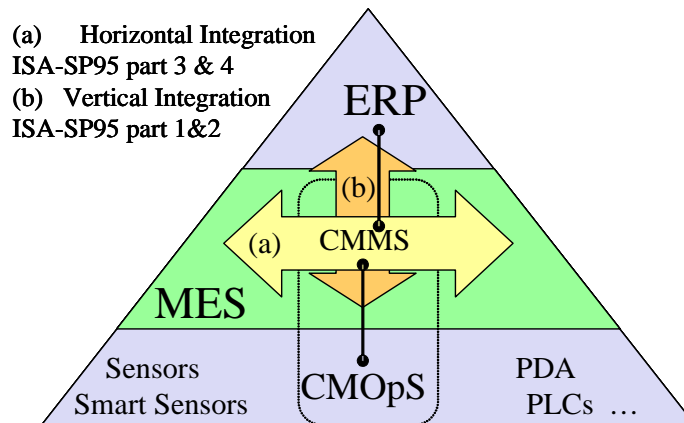 (a) Horizontal Integration
ISA-SP95 part 3 & 4
(b) Vertical Integration
ISA-SP95 part 1&2
ERP
(b)
(a)
CMMS
MES
Sensors
Smart Sensors
CMOpS
PDA
PLCs ...